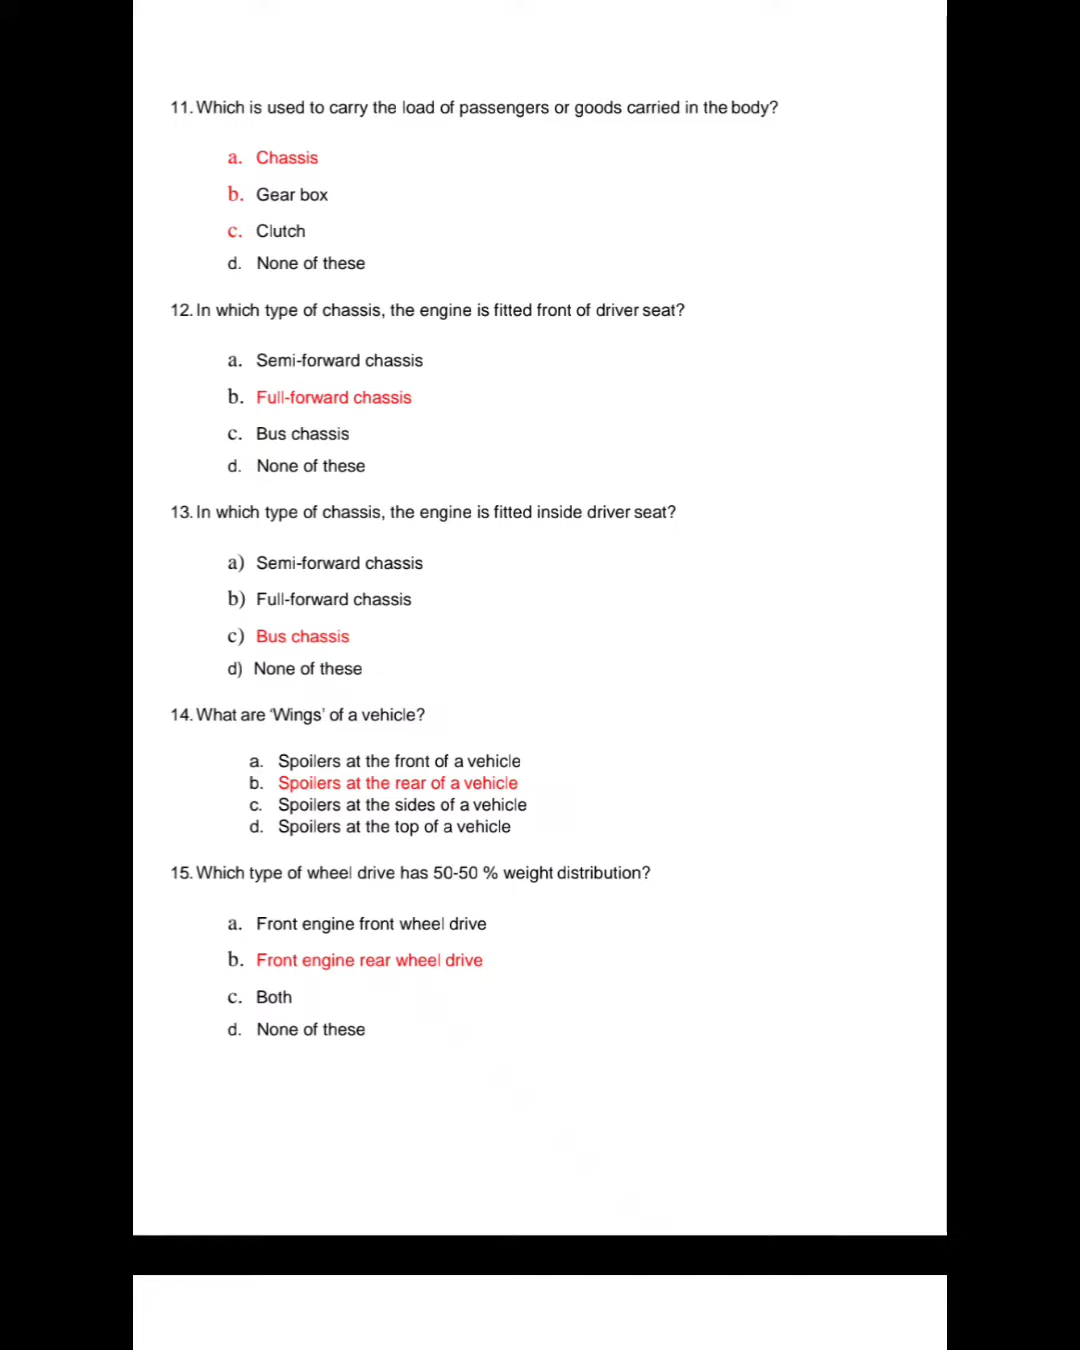 11. Which is used to carry the load of passengers or goods carried in the body?
a. Chassis
b. Gear box
c. Clutch
d. None of these
12. In which type of chassis, the engine is fitted front of driver seat?
a. Semi-forward chassis
b. Full-forward chassis
c. Bus chassis
d. None of these
13. In which type of chassis, the engine is fitted inside driver seat?
a) Semi-forward chassis
b) Full-forward chassis
c) Bus chassis
d) None of these
14. What are ‘Wings’ of a vehicle?
a. Spoilers at the front of a vehicle
b. Spoilers at the rear of a vehicle
c. Spoilers at the sides of a vehicle
d. Spoilers at the top of a vehicle
15. Which type of wheel drive has 50-50 % weight distribution?
a. Front engine front wheel drive
b. Front engine rear wheel drive
c. Both
d. None of these